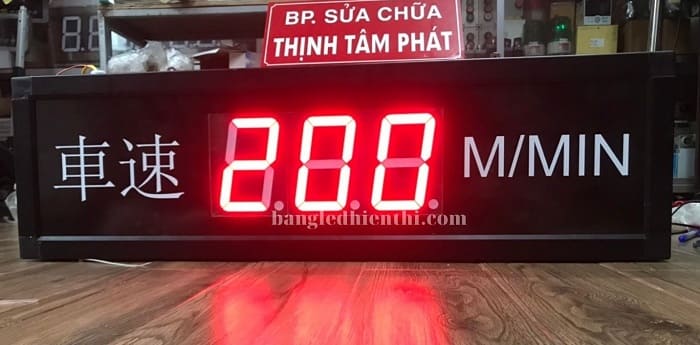 BP. SỬA CHỮA
THỊNH TÂM PHÁT
車速 200 M/MIN
bangledhienthi.com